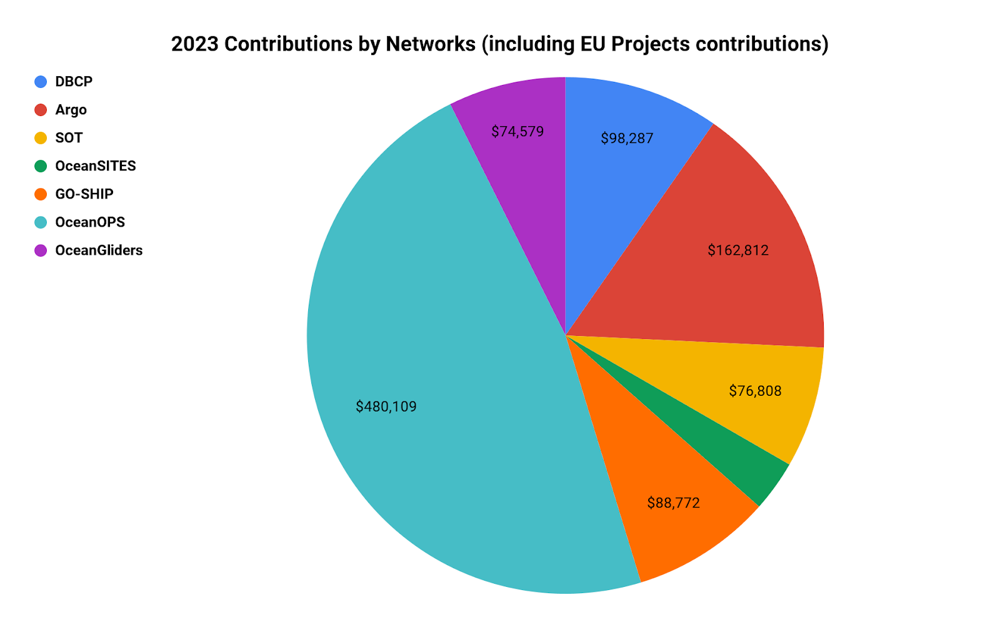 2023 Contributions by Networks (including EU Projects contributions)
DBCP
Argo
SOT
OceanSITES
GO-SHIP
OceanOPS
OceanGliders
$74,579
$98,287
$162,812
$76,808
$480,109
$88,772